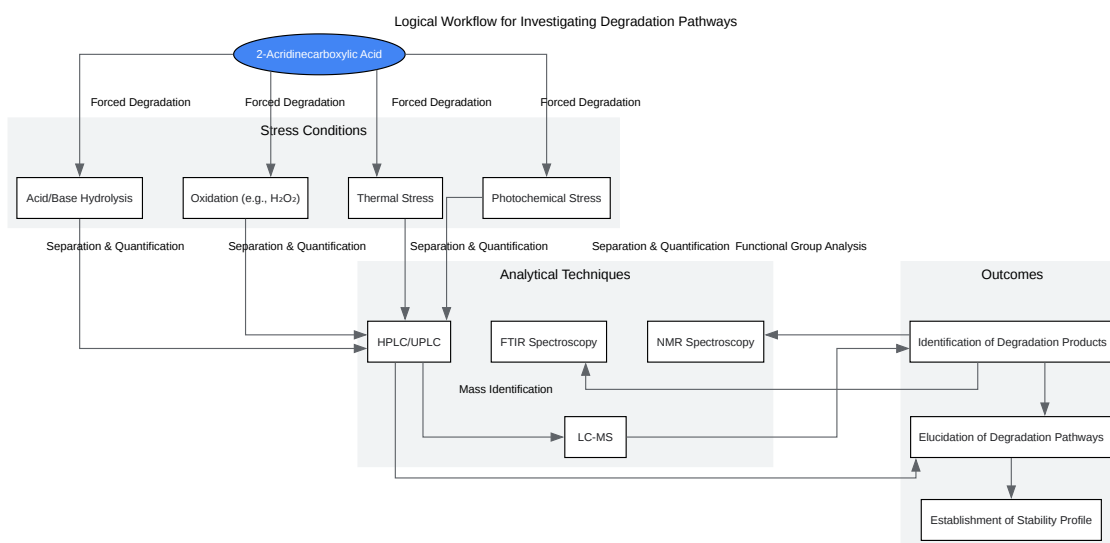 Logical Workflow for Investigating Degradation Pathways
2-Acridinecarboxylic Acid
Forced Degradation
Forced Degradation
Forced Degradation
Forced Degradation
Stress Conditions
Acid/Base Hydrolysis
Oxidation (e.g., H₂O₂)
Thermal Stress
Photochemical Stress
Separation & Quantification
Separation & Quantification
Separation & Quantification
Separation & Quantification
Functional Group Analysis
Analytical Techniques
Outcomes
HPLC/UPLC
FTIR Spectroscopy
NMR Spectroscopy
Identification of Degradation Products
Mass Identification
LC-MS
Elucidation of Degradation Pathways
Establishment of Stability Profile